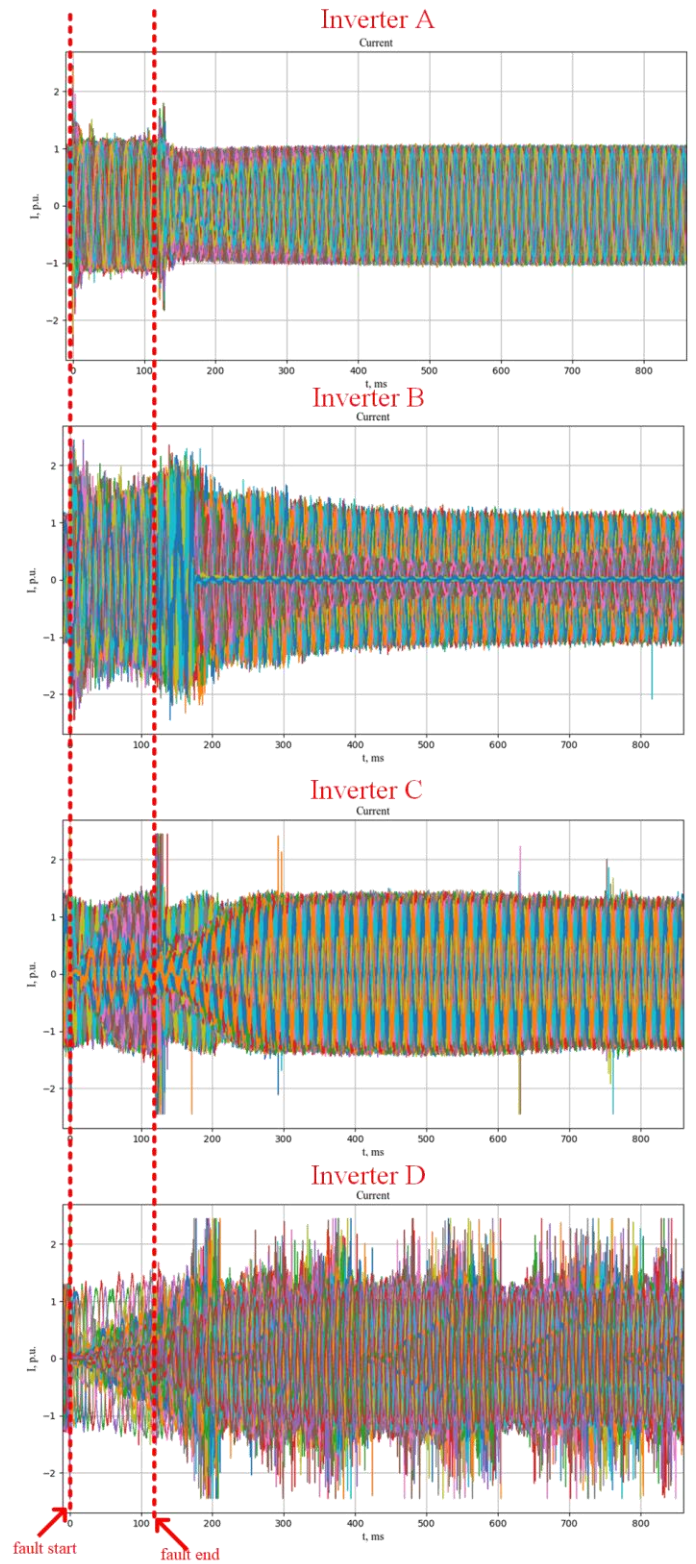 Inverter A
Current
2
1
0
-1
-2
I, p.u.
0 100 200 300 400 500 600 700 800
t, ms
Inverter B
Current
2
1
0
-1
-2
I, p.u.
0 100 200 300 400 500 600 700 800
t, ms
Inverter C
Current
2
1
0
-1
-2
I, p.u.
0 100 200 300 400 500 600 700 800
t, ms
Inverter D
Current
2
1
0
-1
-2
I, p.u.
0 100 200 300 400 500 600 700 800
t, ms
fault start
fault end